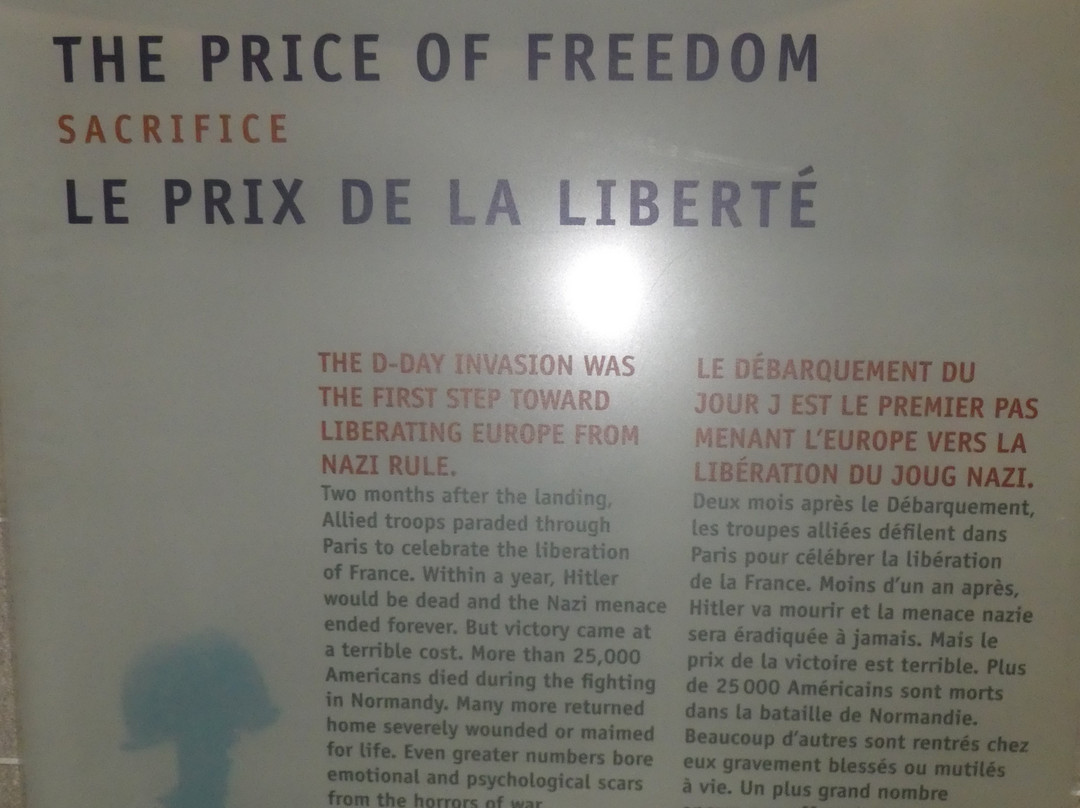 THE PRICE OF FREEDOM
SACRIFICE
LE PRIX DE LA LIBERTÉ
THE D-DAY INVASION WAS
THE FIRST STEP TOWARD
LIBERATING EUROPE FROM
NAZI RULE.
Two months after the landing,
Allied troops paraded through
Paris to celebrate the liberation
of France. Within a year, Hitler
would be dead and the Nazi menace
ended forever. But victory came at
a terrible cost. More than 25,000
Americans died during the fighting
in Normandy. Many more returned
home severely wounded or maimed
for life. Even greater numbers bore
emotional and psychological scars
from the horrors of war
LE DÉBARQUEMENT DU
JOUR J EST LE PREMIER PAS
MENANT L'EUROPE VERS LA
LIBÉRATION DU JOUG NAZI.
Deux mois après le Débarquement,
les troupes alliées défilent dans
Paris pour célébrer la libération
de la France. Moins d'un an après,
Hitler va mourir et la menace nazie
sera éradiquée à jamais. Mais le
prix de la victoire est terrible. Plus
de 25 000 Américains sont morts
dans la bataille de Normandie.
Beaucoup d'autres sont rentrés chez
eux gravement blessés ou mutilés
à vie. Un plus grand nombre